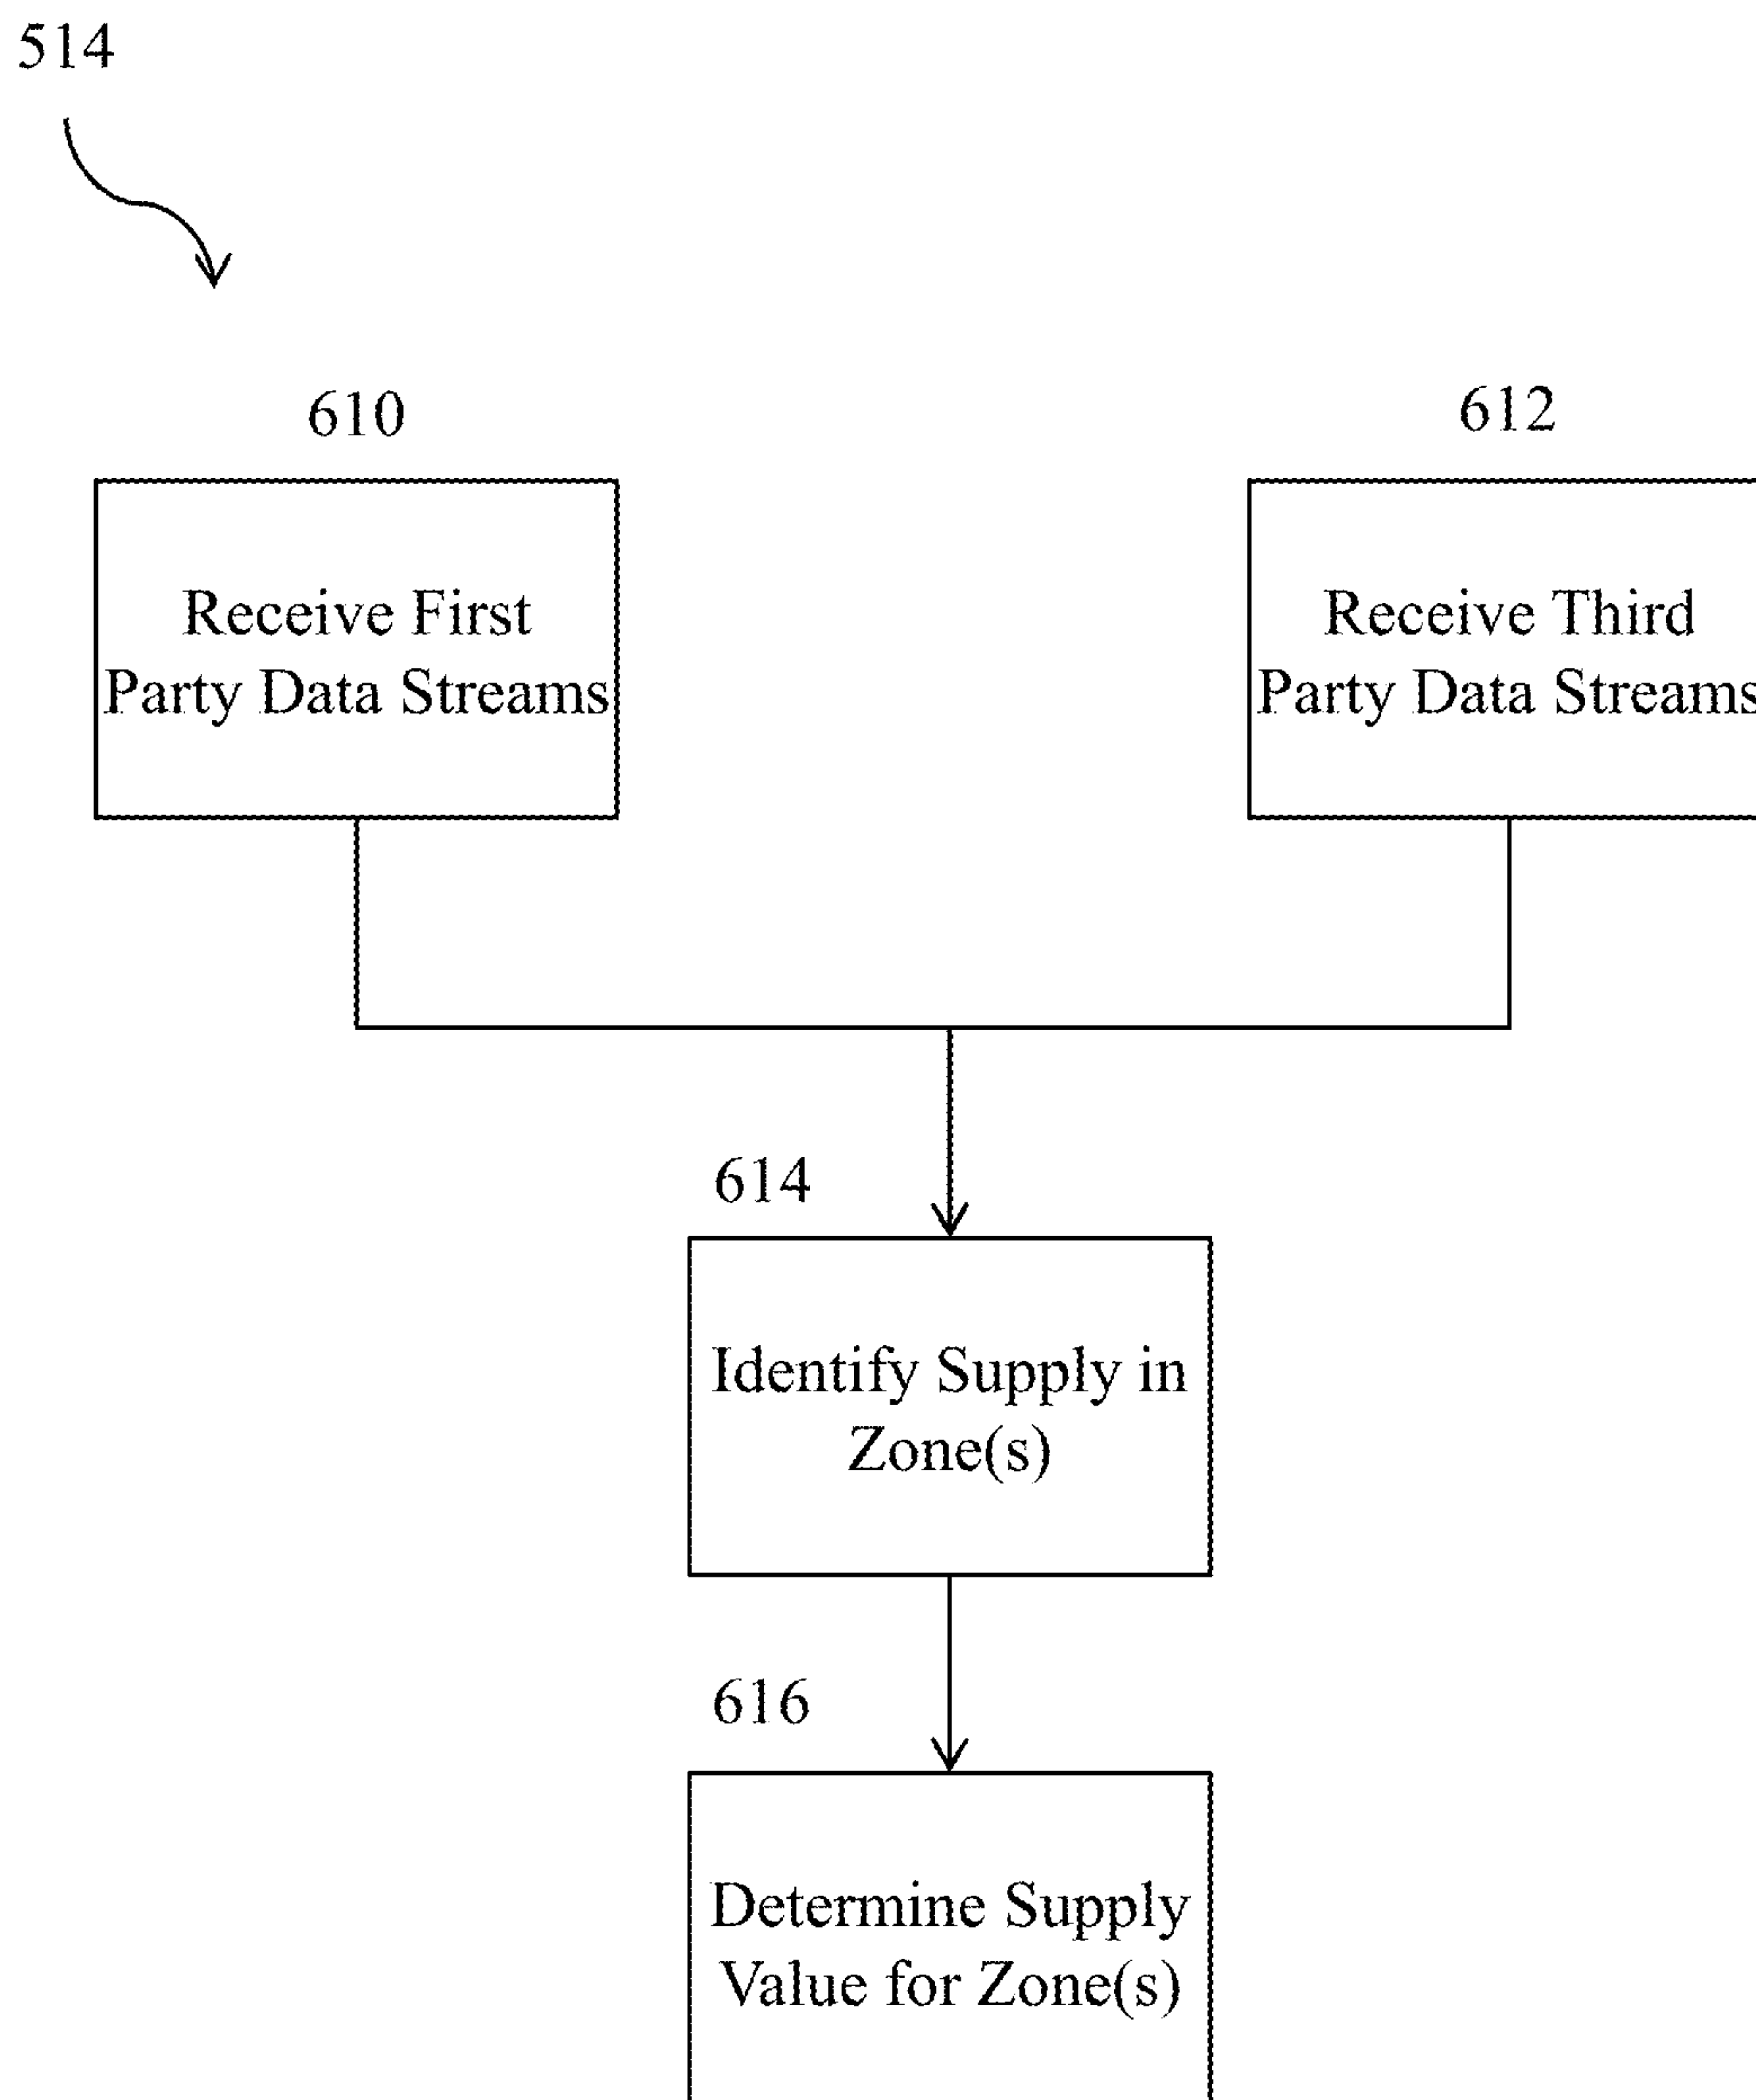 514
610
612
Receive First
Party Data Streams
Receive Third
Party Data Streams
614
Identify Supply in
Zone(s)
616
Determine Supply
Value for Zone(s)